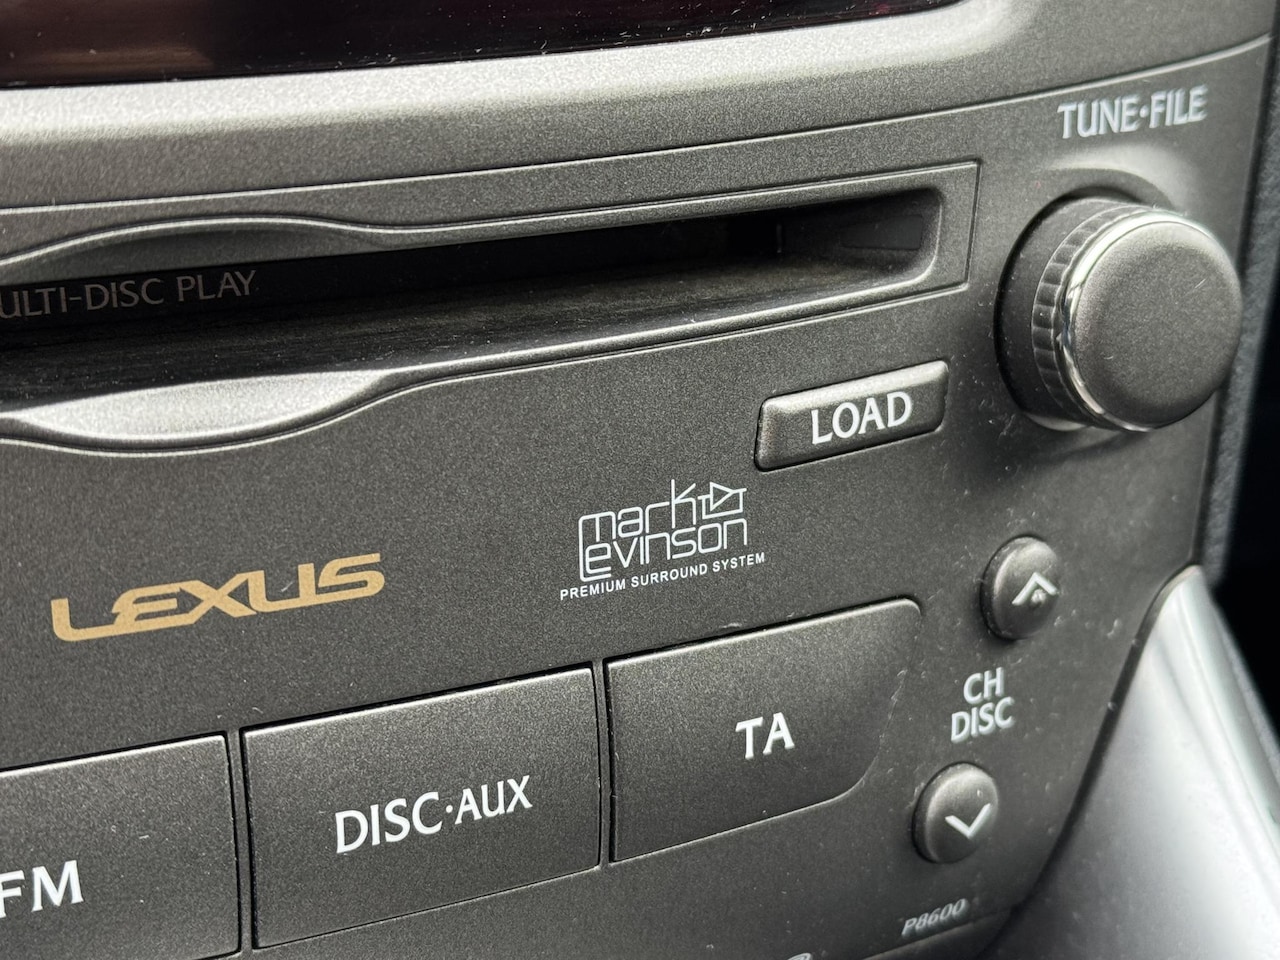 TUNE·FILE
ULTI-DISC PLAY
LOAD
mark
Levinson
PREMIUM SURROUND SYSTEM
LEXUS
CH
DISC
TA
DISC·AUX
FM
P8600